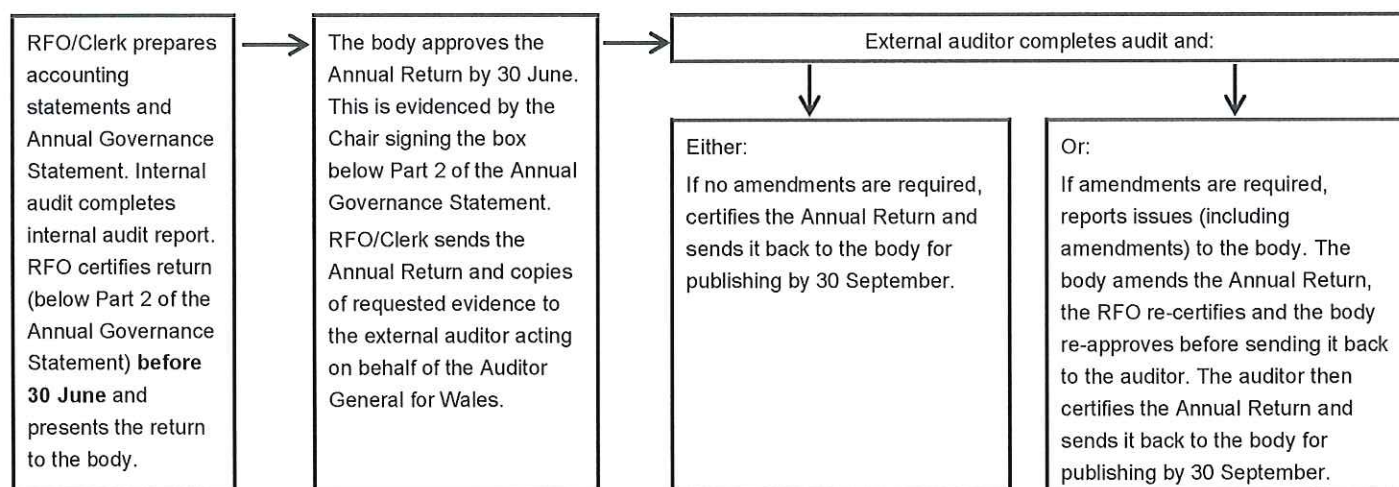 RFO/Clerk prepares
accounting
statements and
Annual Governance
Statement. Internal
audit completes
internal audit report.
RFO certifies return
(below Part 2 of the
Annual Governance
Statement) before
30 June and
presents the return
to the body.
The body approves the
Annual Return by 30 June.
This is evidenced by the
Chair signing the box
below Part 2 of the Annual
Governance Statement.
RFO/Clerk sends the
Annual Return and copies
of requested evidence to
the external auditor acting
on behalf of the Auditor
General for Wales.
External auditor completes audit and:
Either:
If no amendments are required,
certifies the Annual Return and
sends it back to the body for
publishing by 30 September.
Or:
If amendments are required,
reports issues (including
amendments) to the body. The
body amends the Annual Return,
the RFO re-certifies and the body
re-approves before sending it back
to the auditor. The auditor then
certifies the Annual Return and
sends it back to the body for
publishing by 30 September.